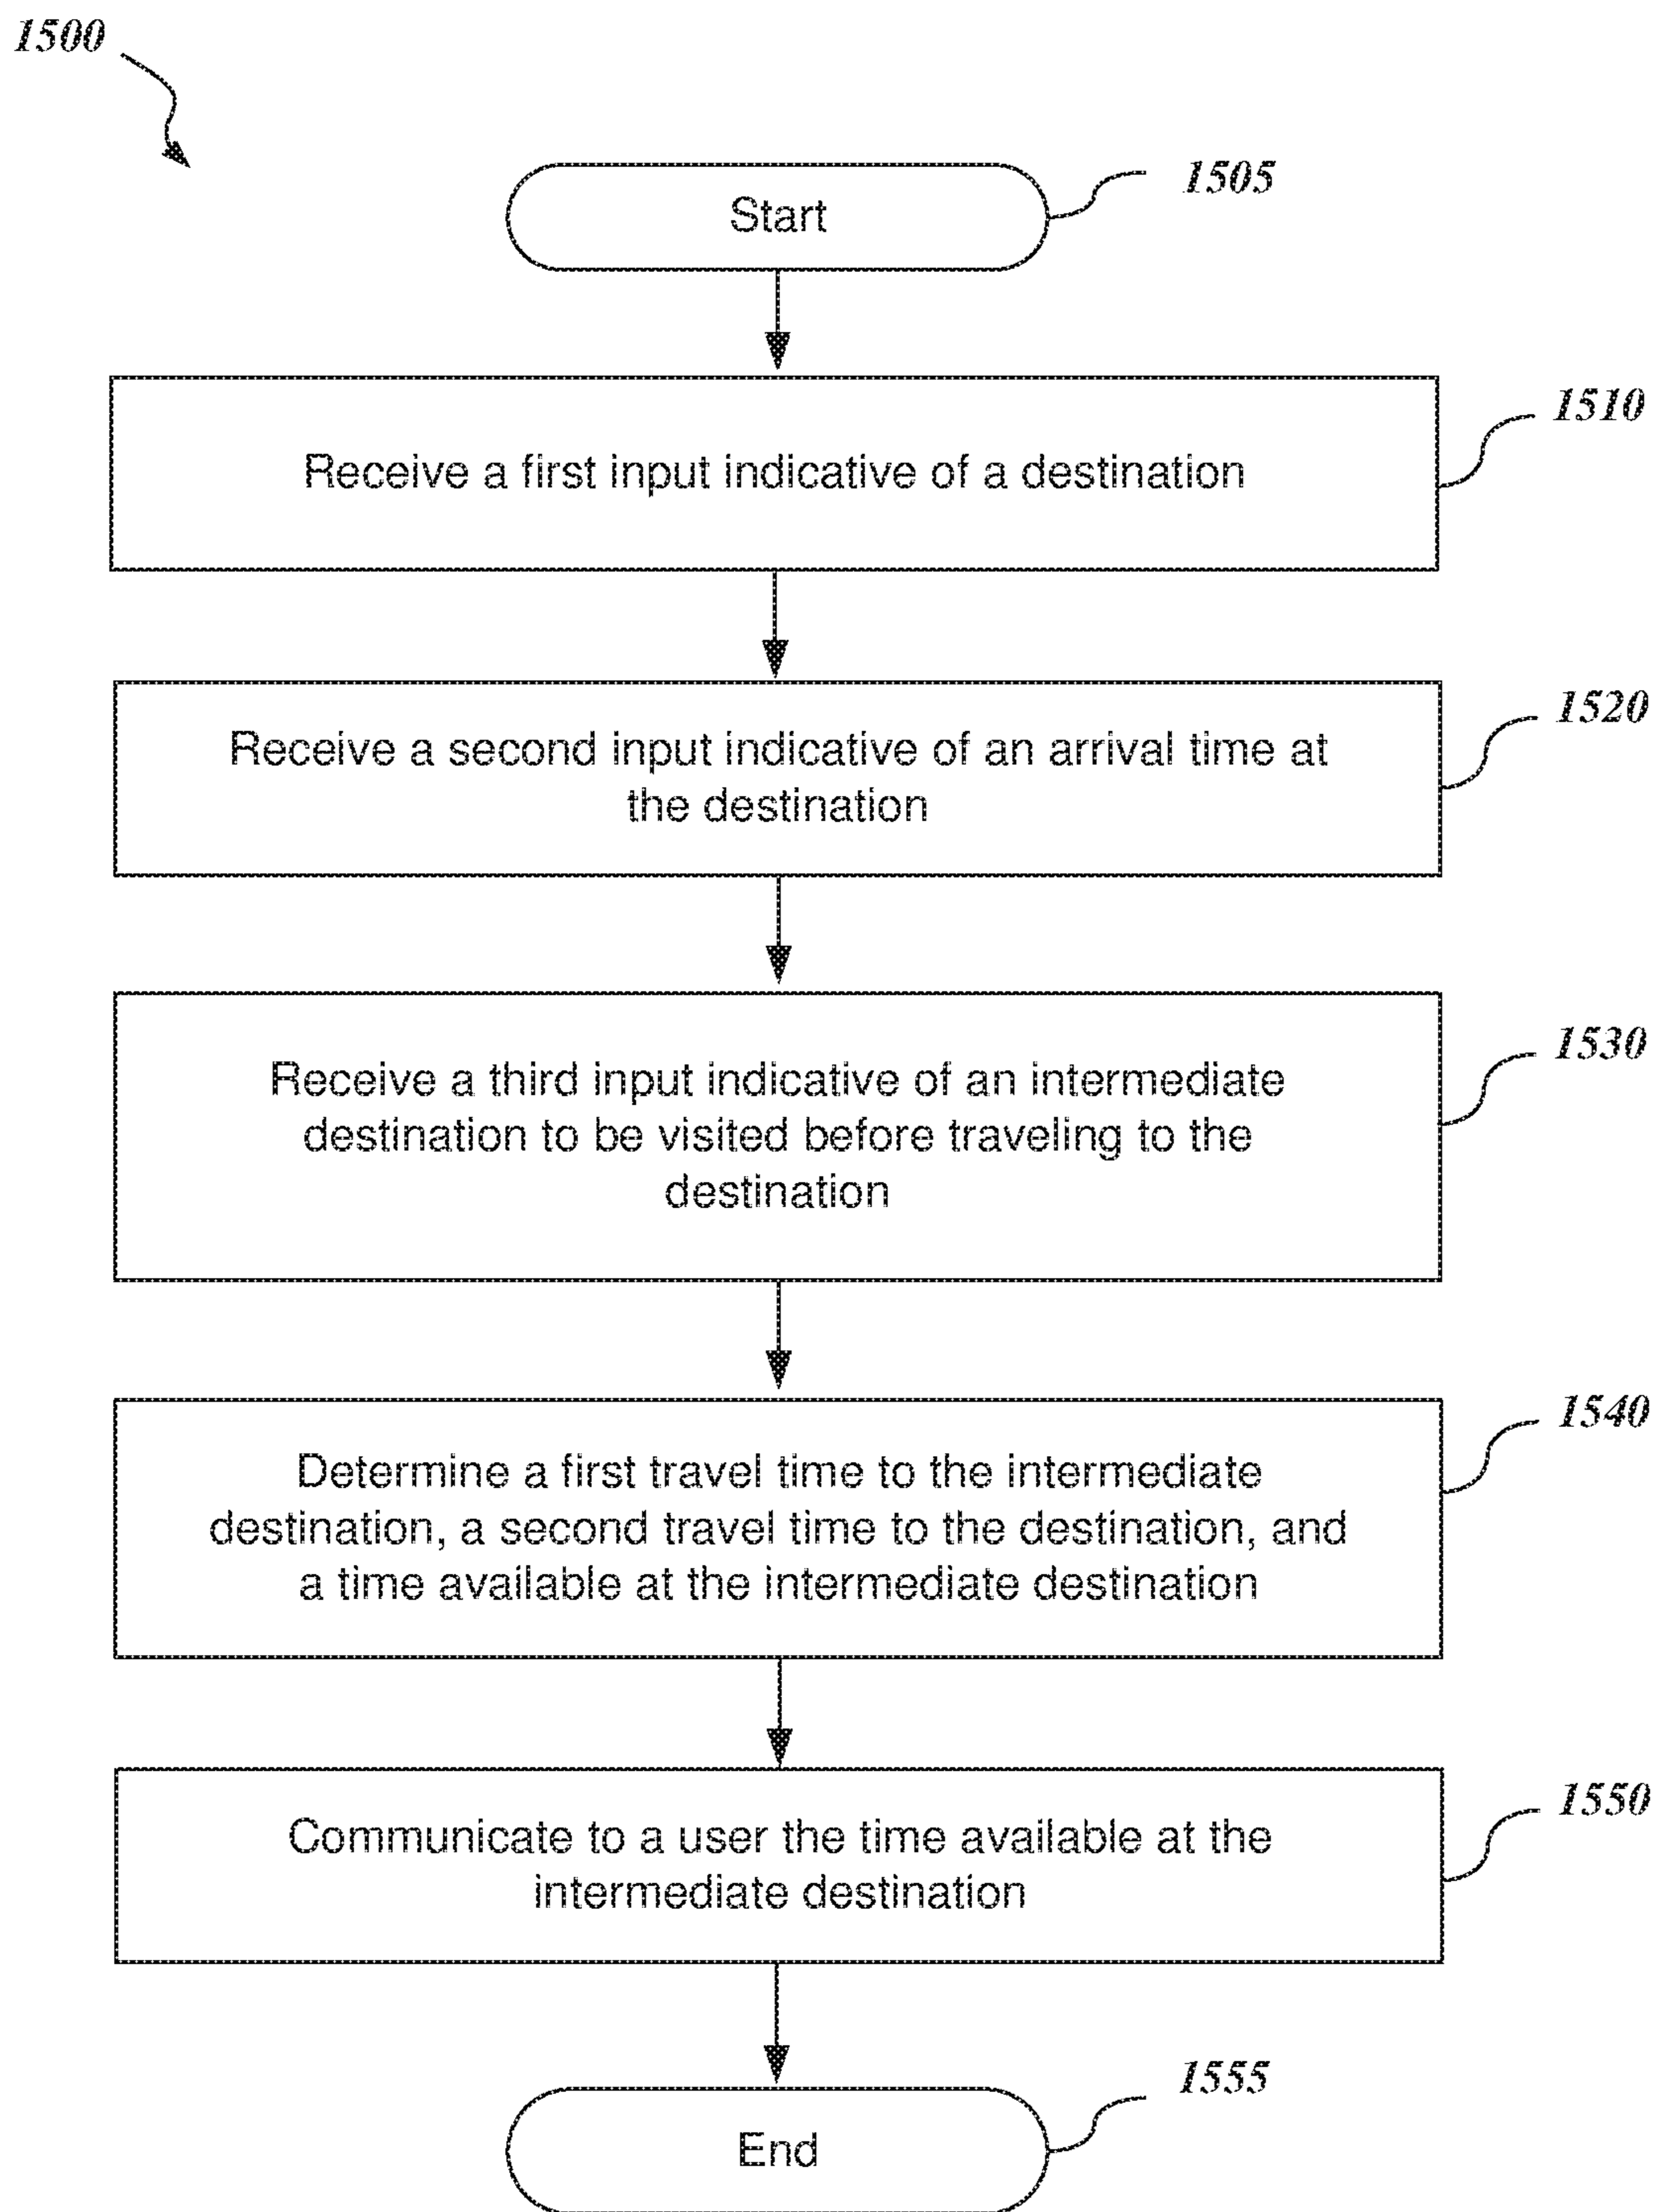 1500
Start
1505
Receive a first input indicative of a destination
1510
Receive a second input indicative of an arrival time at
the destination
1520
Receive a third input indicative of an intermediate
destination to be visited before traveling to the
destination
1530
Determine a first travel time to the intermediate
destination, a second travel time to the destination, and
a time available at the intermediate destination
1540
Communicate to a user the time available at the
intermediate destination
1550
End
1555